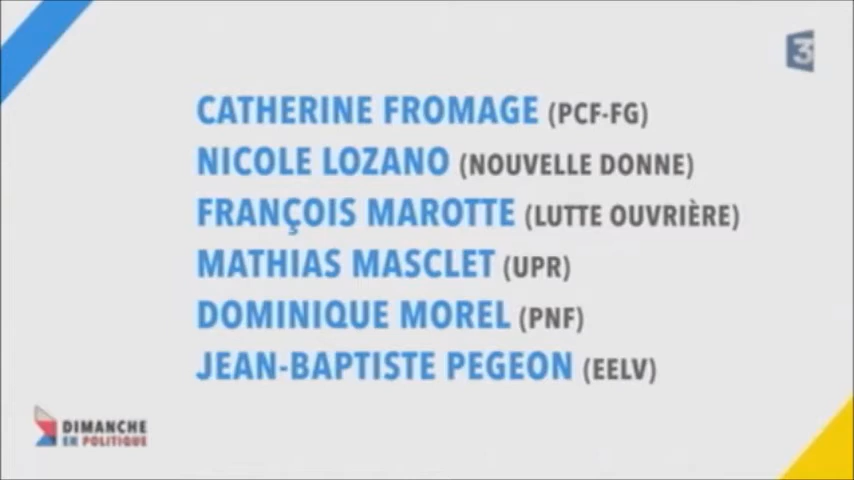 3
CATHERINE FROMAGE (PCF-FG)
NICOLE LOZANO (NOUVELLE DONNE)
FRANÇOIS MAROTTE (LUTTE OUVRIÈRE)
MATHIAS MASCLET (UPR)
DOMINIQUE MOREL (PNF)
JEAN-BAPTISTE PEGEON (EELV)
DIMANCHE
EN POLITIQUE